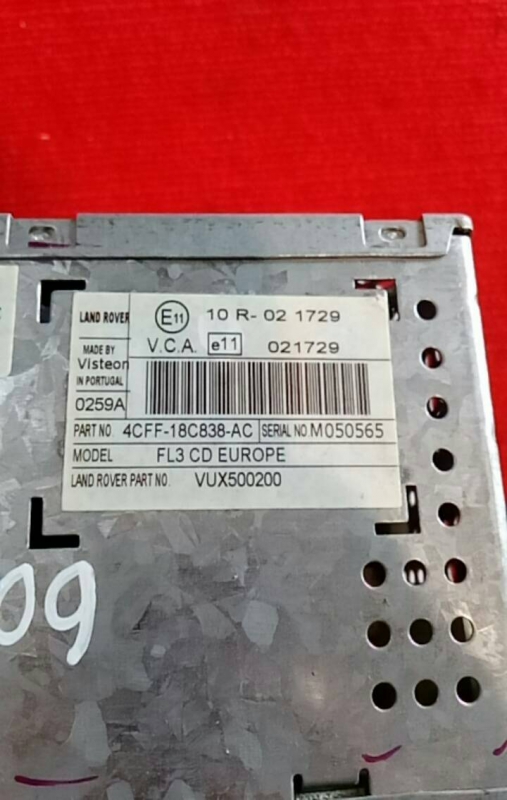 LAND ROVER E11 10 R- 02 1729
MADE BY
Visteon
IN PORTUGAL
V.C.A. e11 021729
0259A
PART NO 4CFF-18C838-AC SERIAL NO M050565
MODEL FL3 CD EUROPE
LAND ROVER PART NO. VUX500200
09